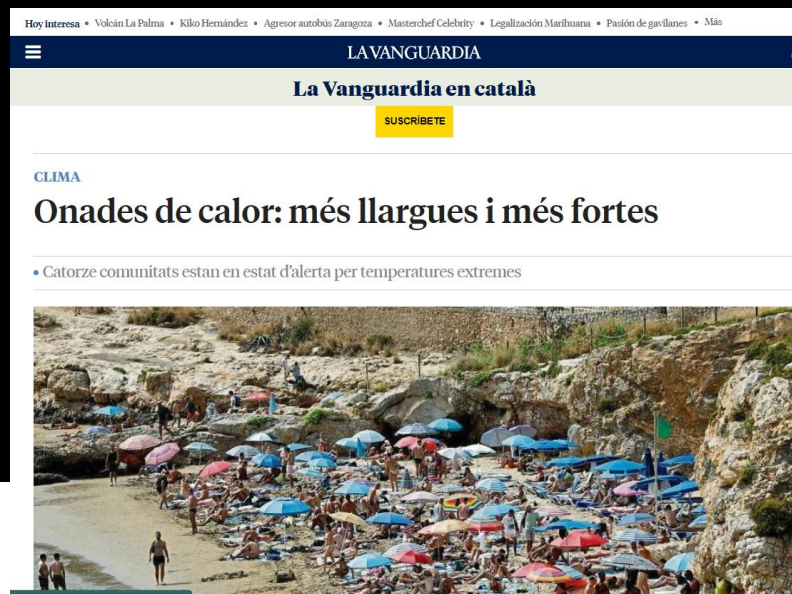 Hoy interesa • Volcán La Palma • Kiko Hernández • Agresor autobús Zaragoza • Masterchef Celebrity • Legalización Marihuana • Pasión de gavilanes • Más
LAVANGUARDIA
La Vanguardia en català
SUSCRÍBETE
CLIMA
Onades de calor: més llargues i més fortes
• Catorze comunitats estan en estat d'alerta per temperatures extremes